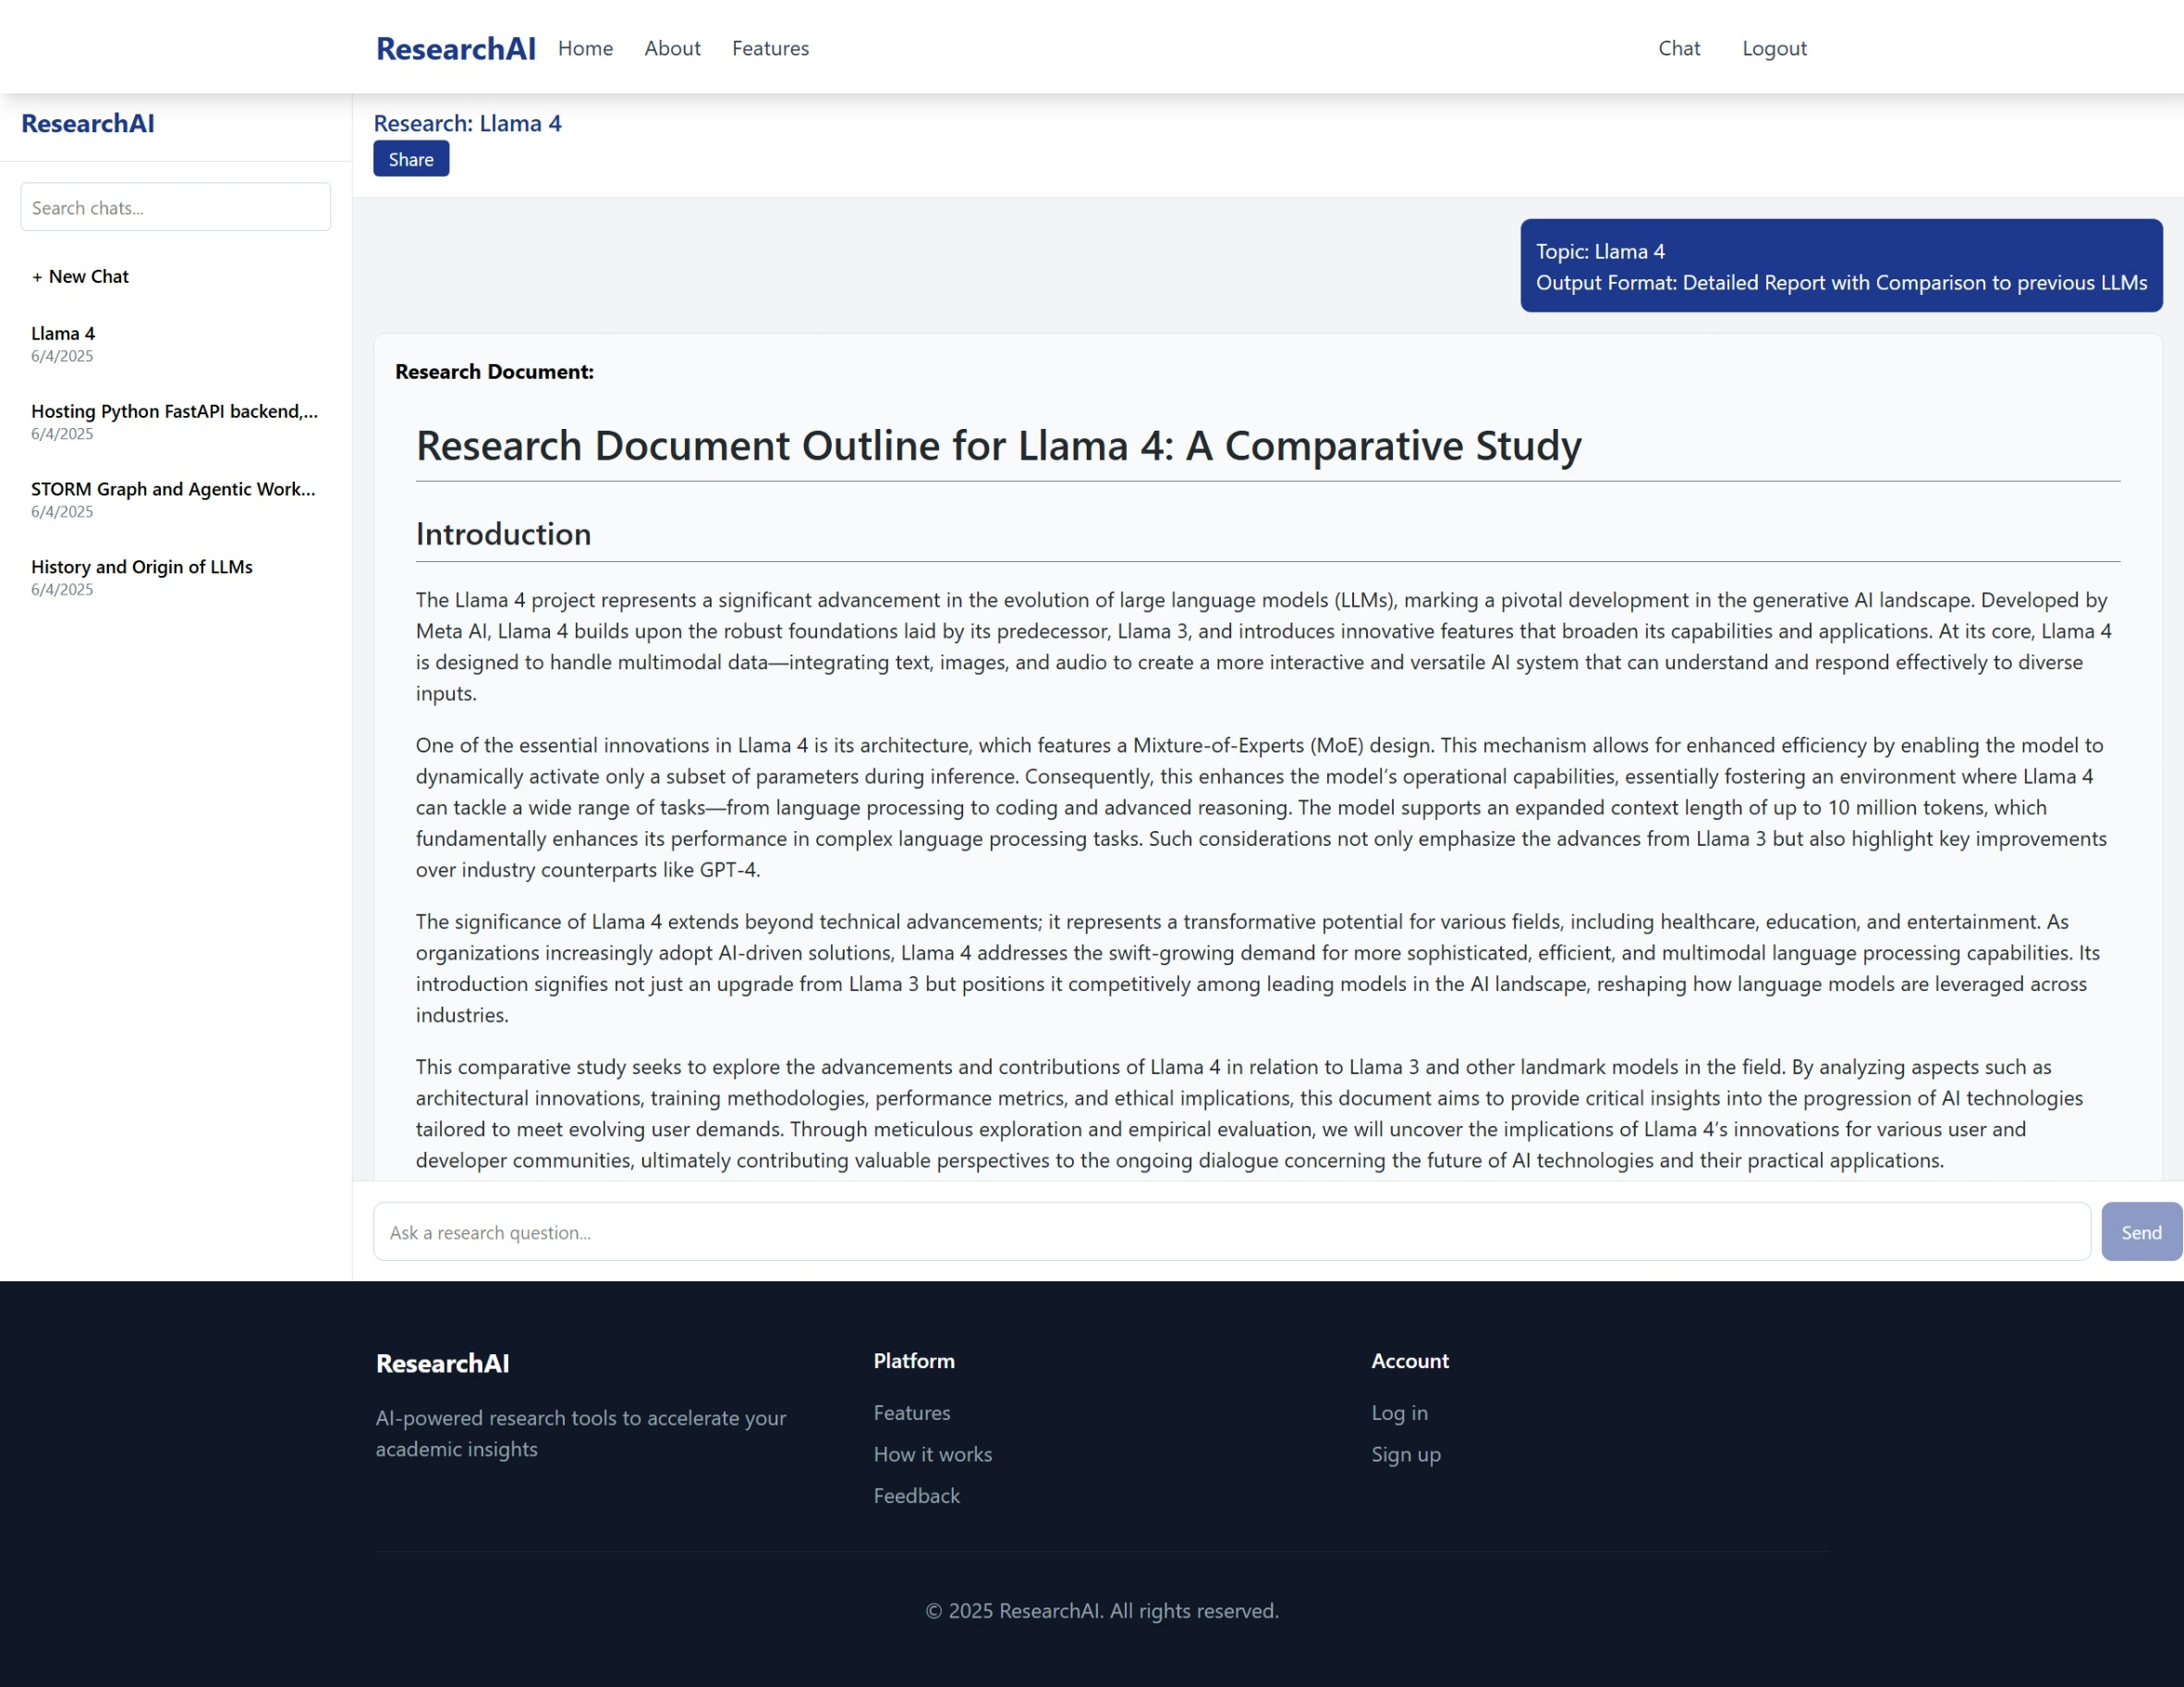 ResearchAI
Home
About
Features
Chat
Logout
ResearchAI
Search chats...
+ New Chat
Llama 4
6/4/2025
Hosting Python FastAPI backend,...
6/4/2025
STORM Graph and Agentic Work...
6/4/2025
History and Origin of LLMs
6/4/2025
Research: Llama 4
Share
Topic: Llama 4
Output Format: Detailed Report with Comparison to previous LLMs
Research Document:
Research Document Outline for Llama 4: A Comparative Study
Introduction
The Llama 4 project represents a significant advancement in the evolution of large language models (LLMs), marking a pivotal development in the generative AI landscape. Developed by
Meta AI, Llama 4 builds upon the robust foundations laid by its predecessor, Llama 3, and introduces innovative features that broaden its capabilities and applications. At its core, Llama 4
is designed to handle multimodal data—integrating text, images, and audio to create a more interactive and versatile AI system that can understand and respond effectively to diverse
inputs.
One of the essential innovations in Llama 4 is its architecture, which features a Mixture-of-Experts (MoE) design. This mechanism allows for enhanced efficiency by enabling the model to
dynamically activate only a subset of parameters during inference. Consequently, this enhances the model's operational capabilities, essentially fostering an environment where Llama 4
can tackle a wide range of tasks—from language processing to coding and advanced reasoning. The model supports an expanded context length of up to 10 million tokens, which
fundamentally enhances its performance in complex language processing tasks. Such considerations not only emphasize the advances from Llama 3 but also highlight key improvements
over industry counterparts like GPT-4.
The significance of Llama 4 extends beyond technical advancements; it represents a transformative potential for various fields, including healthcare, education, and entertainment. As
organizations increasingly adopt AI-driven solutions, Llama 4 addresses the swift-growing demand for more sophisticated, efficient, and multimodal language processing capabilities. Its
introduction signifies not just an upgrade from Llama 3 but positions it competitively among leading models in the AI landscape, reshaping how language models are leveraged across
industries.
This comparative study seeks to explore the advancements and contributions of Llama 4 in relation to Llama 3 and other landmark models in the field. By analyzing aspects such as
architectural innovations, training methodologies, performance metrics, and ethical implications, this document aims to provide critical insights into the progression of AI technologies
tailored to meet evolving user demands. Through meticulous exploration and empirical evaluation, we will uncover the implications of Llama 4's innovations for various user and
developer communities, ultimately contributing valuable perspectives to the ongoing dialogue concerning the future of AI technologies and their practical applications.
Ask a research question...
Send
ResearchAI
AI-powered research tools to accelerate your
academic insights
Platform
Features
How it works
Feedback
Account
Log in
Sign up
© 2025 ResearchAI. All rights reserved.